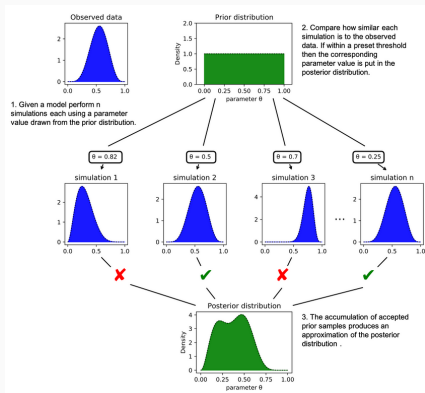 Observed data
2
1
0
0.0
0.5
1.0
Prior distribution
2.0
1.5
1.0
0.5
0.0
Density
0.00 0.25 0.50 0.75 1.00
parameter θ
2. Compare how similar each
simulation is to the observed
data. If within a preset threshold
then the corresponding
parameter value is put in the
posterior distribution.
1. Given a model perform n
simulations each using a parameter
value drawn from the prior distribution.
θ = 0.82
θ = 0.5
θ = 0.7
θ = 0.25
simulation 1
2
1
0
0.0 0.5 1.0
simulation 2
2
1
0
0.0 0.5 1.0
simulation 3
4
2
0
0.0 0.5 1.0
...
simulation n
2
1
0
0.0 0.5 1.0
Posterior distribution
4
3
2
1
0
Density
0.00 0.25 0.50 0.75 1.00
parameter θ
3. The accumulation of accepted
prior samples produces an
approximation of the posterior
distribution .